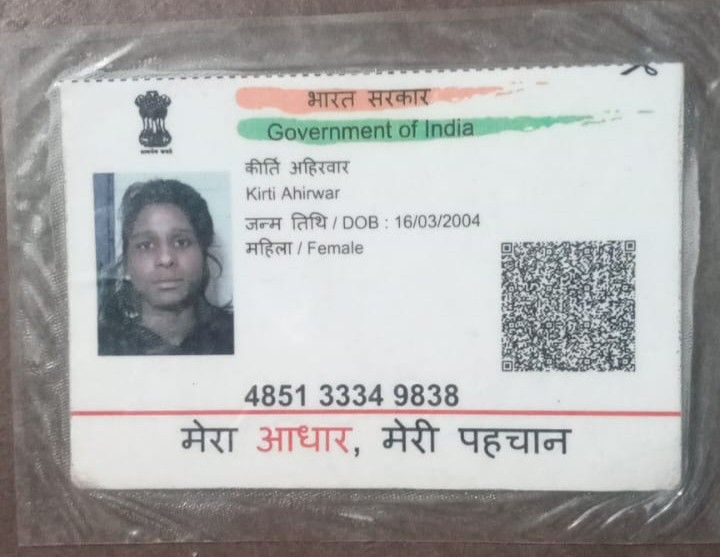 भारत सरकार
Government of India
कीर्ति अहिरवार
Kirti Ahirwar
जन्म तिथि / DOB : 16/03/2004
महिला / Female
4851 3334 9838
मेरा आधार, मेरी पहचान